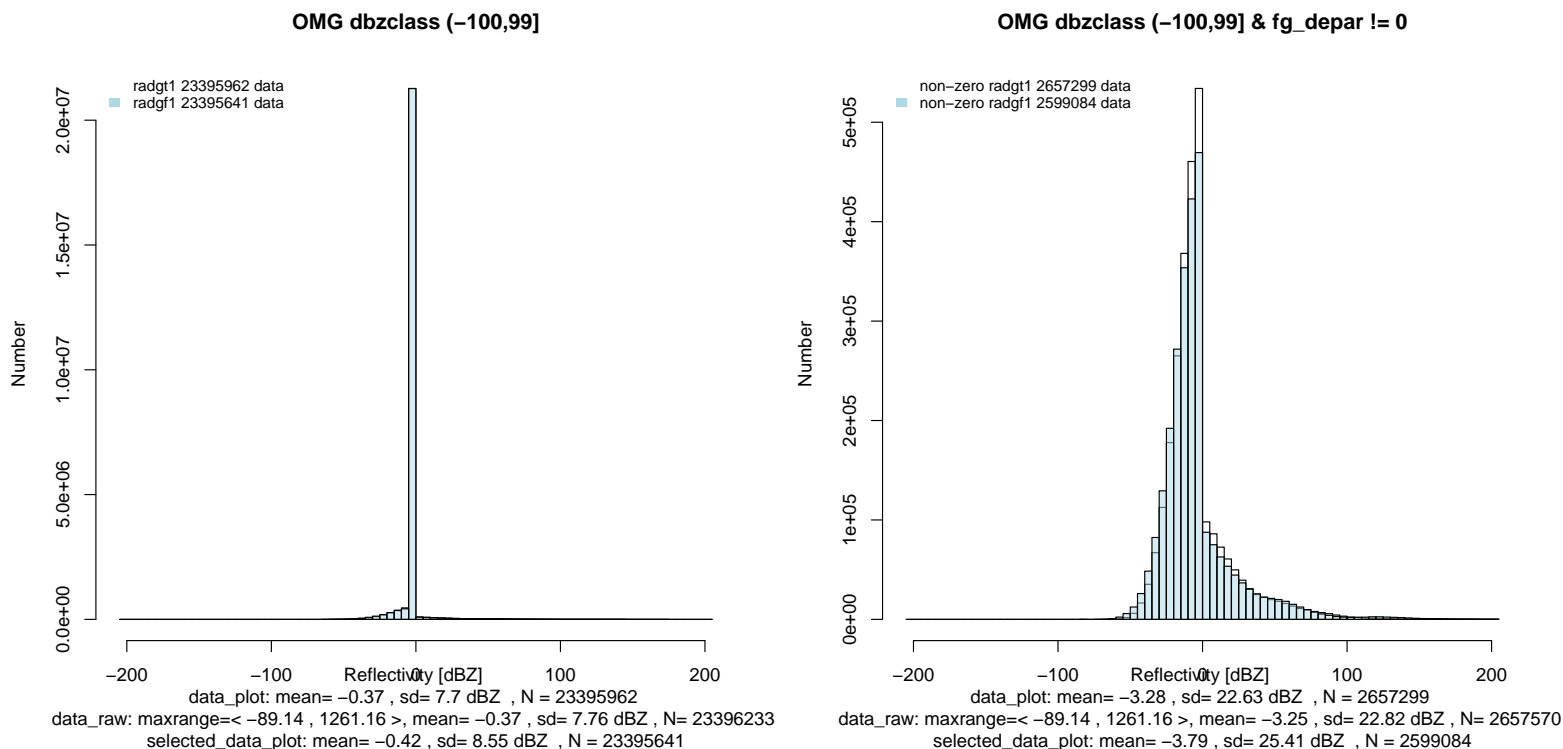 OMG dbzclass (−100,99]
radgt1 23395962 data
radgf1 23395641 data
Number
0.0e+00
5.0e+06
1.0e+07
1.5e+07
2.0e+07
−200
−100
0
100
200
Reflectivity [dBZ]
data_plot: mean= −0.37 , sd= 7.7 dBZ , N = 23395962
data_raw: maxrange=< −89.14 , 1261.16 >, mean= −0.37 , sd= 7.76 dBZ , N= 23396233
selected_data_plot: mean= −0.42 , sd= 8.55 dBZ , N = 23395641
OMG dbzclass (−100,99] & fg_depar != 0
non−zero radgt1 2657299 data
non−zero radgf1 2599084 data
Number
0e+00
1e+05
2e+05
3e+05
4e+05
5e+05
−200
−100
0
100
200
Reflectivity [dBZ]
data_plot: mean= −3.28 , sd= 22.63 dBZ , N = 2657299
data_raw: maxrange=< −89.14 , 1261.16 >, mean= −3.25 , sd= 22.82 dBZ , N= 2657570
selected_data_plot: mean= −3.79 , sd= 25.41 dBZ , N = 2599084